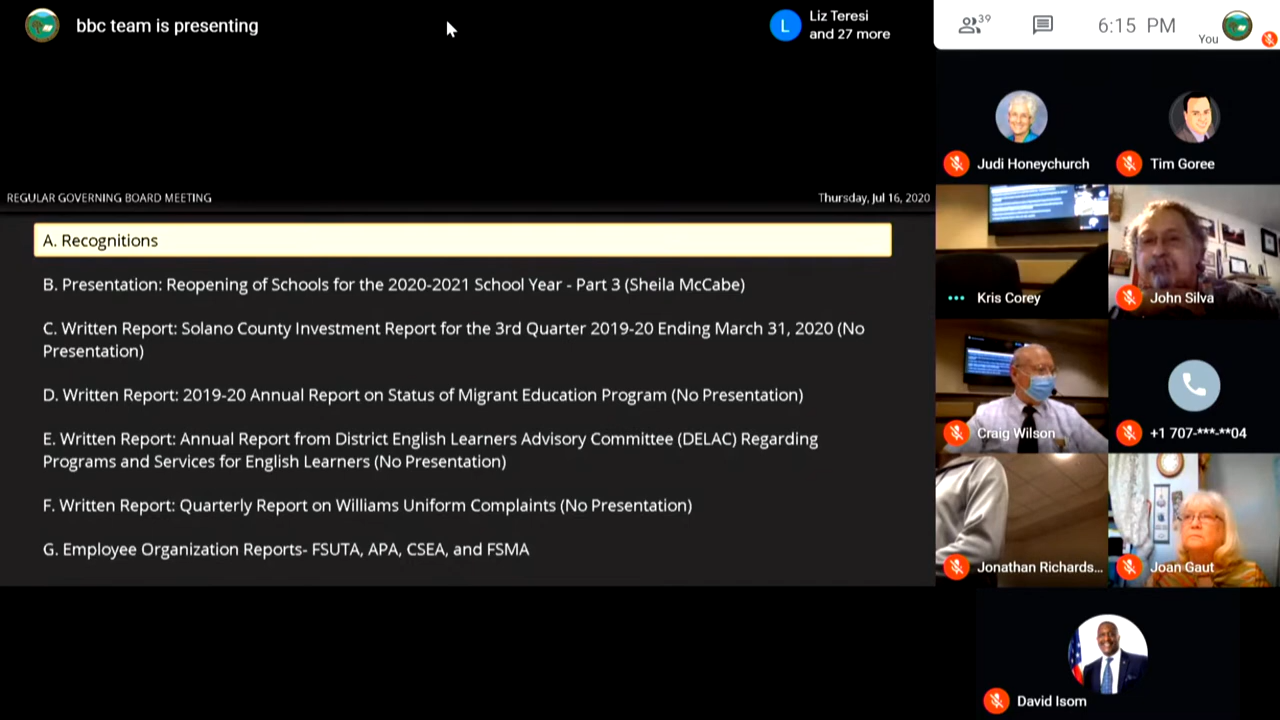 bbc team is presenting
L
Liz Teresi
and 27 more
39
6:15 PM
You
REGULAR GOVERNING BOARD MEETING
Thursday, Jul 16, 2020
A. Recognitions
B. Presentation: Reopening of Schools for the 2020-2021 School Year - Part 3 (Sheila McCabe)
C. Written Report: Solano County Investment Report for the 3rd Quarter 2019-20 Ending March 31, 2020 (No
Presentation)
D. Written Report: 2019-20 Annual Report on Status of Migrant Education Program (No Presentation)
E. Written Report: Annual Report from District English Learners Advisory Committee (DELAC) Regarding
Programs and Services for English Learners (No Presentation)
F. Written Report: Quarterly Report on Williams Uniform Complaints (No Presentation)
G. Employee Organization Reports- FSUTA, APA, CSEA, and FSMA
Judi Honeychurch
Tim Goree
Kris Corey
John Silva
Craig Wilson
+1 707-***-**04
Jonathan Richards...
Joan Gaut
David Isom